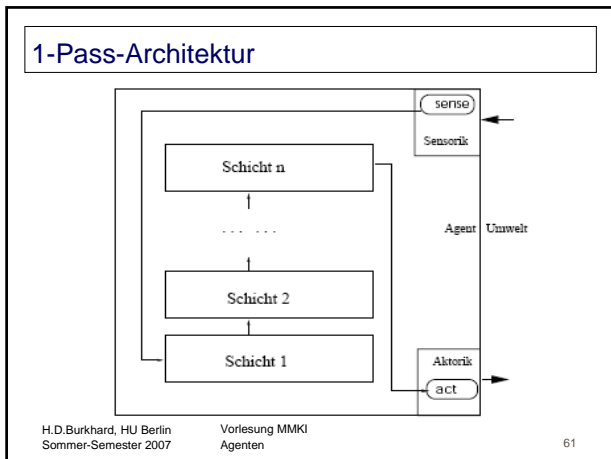 1-Pass-Architektur
sense
Sensorik
Schicht n
Agent Umwelt
... ...
Schicht 2
Schicht 1
Aktorik
act
H.D.Burkhard, HU Berlin Vorlesung MMKI
Sommer-Semester 2007 Agenten 61